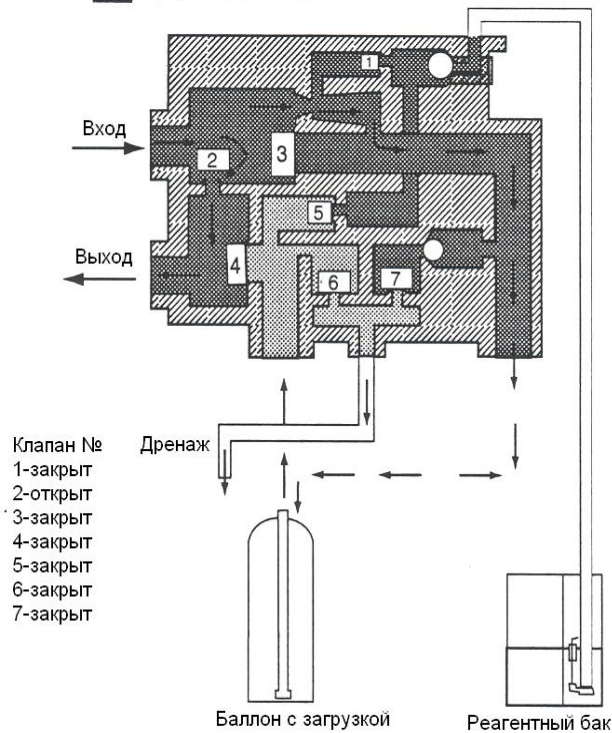 1
Вход
2
3
5
Выход
4
6
7
Клапан №
Дренаж
1-закрыт
2-открыт
3-закрыт
4-закрыт
5-закрыт
6-закрыт
7-закрыт
Баллон с загрузкой
Реагентный бак